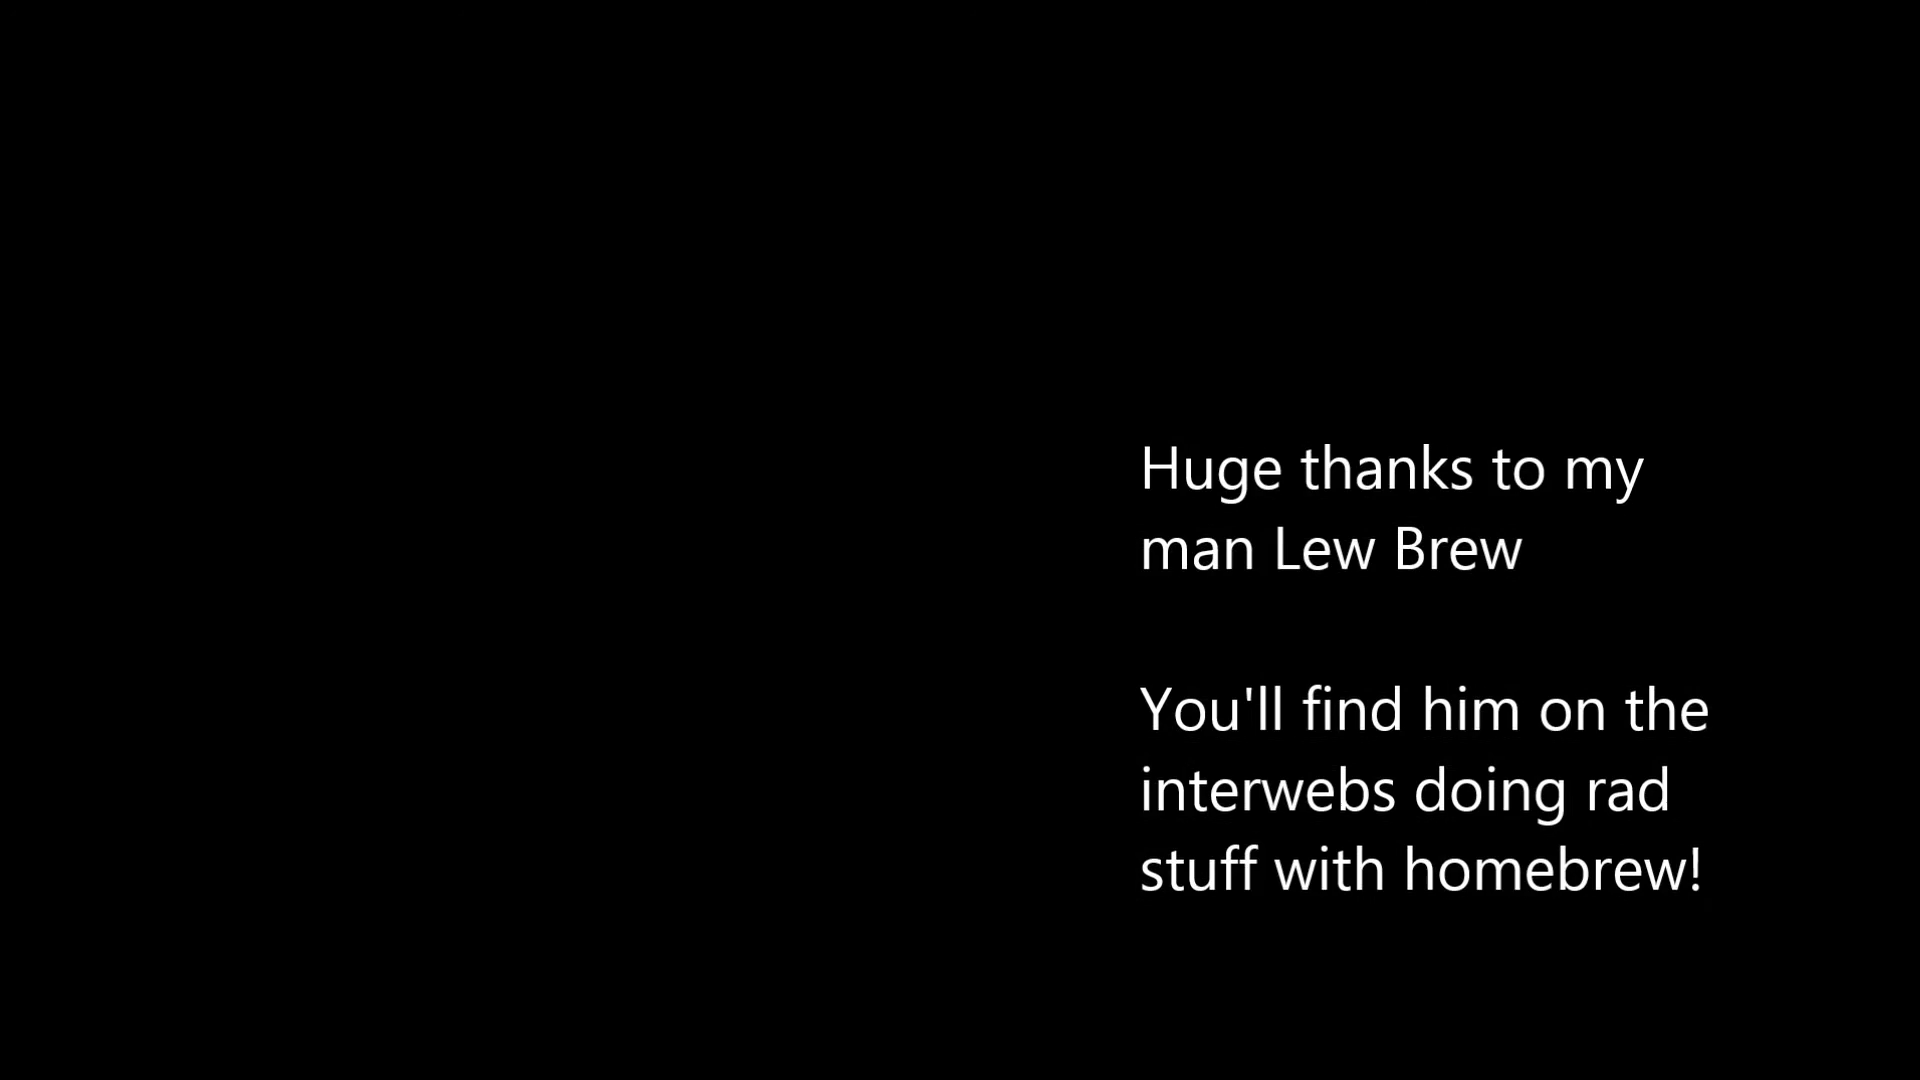 Huge thanks to my
man Lew Brew
You'll find him on the
interwebs doing rad
stuff with homebrew!